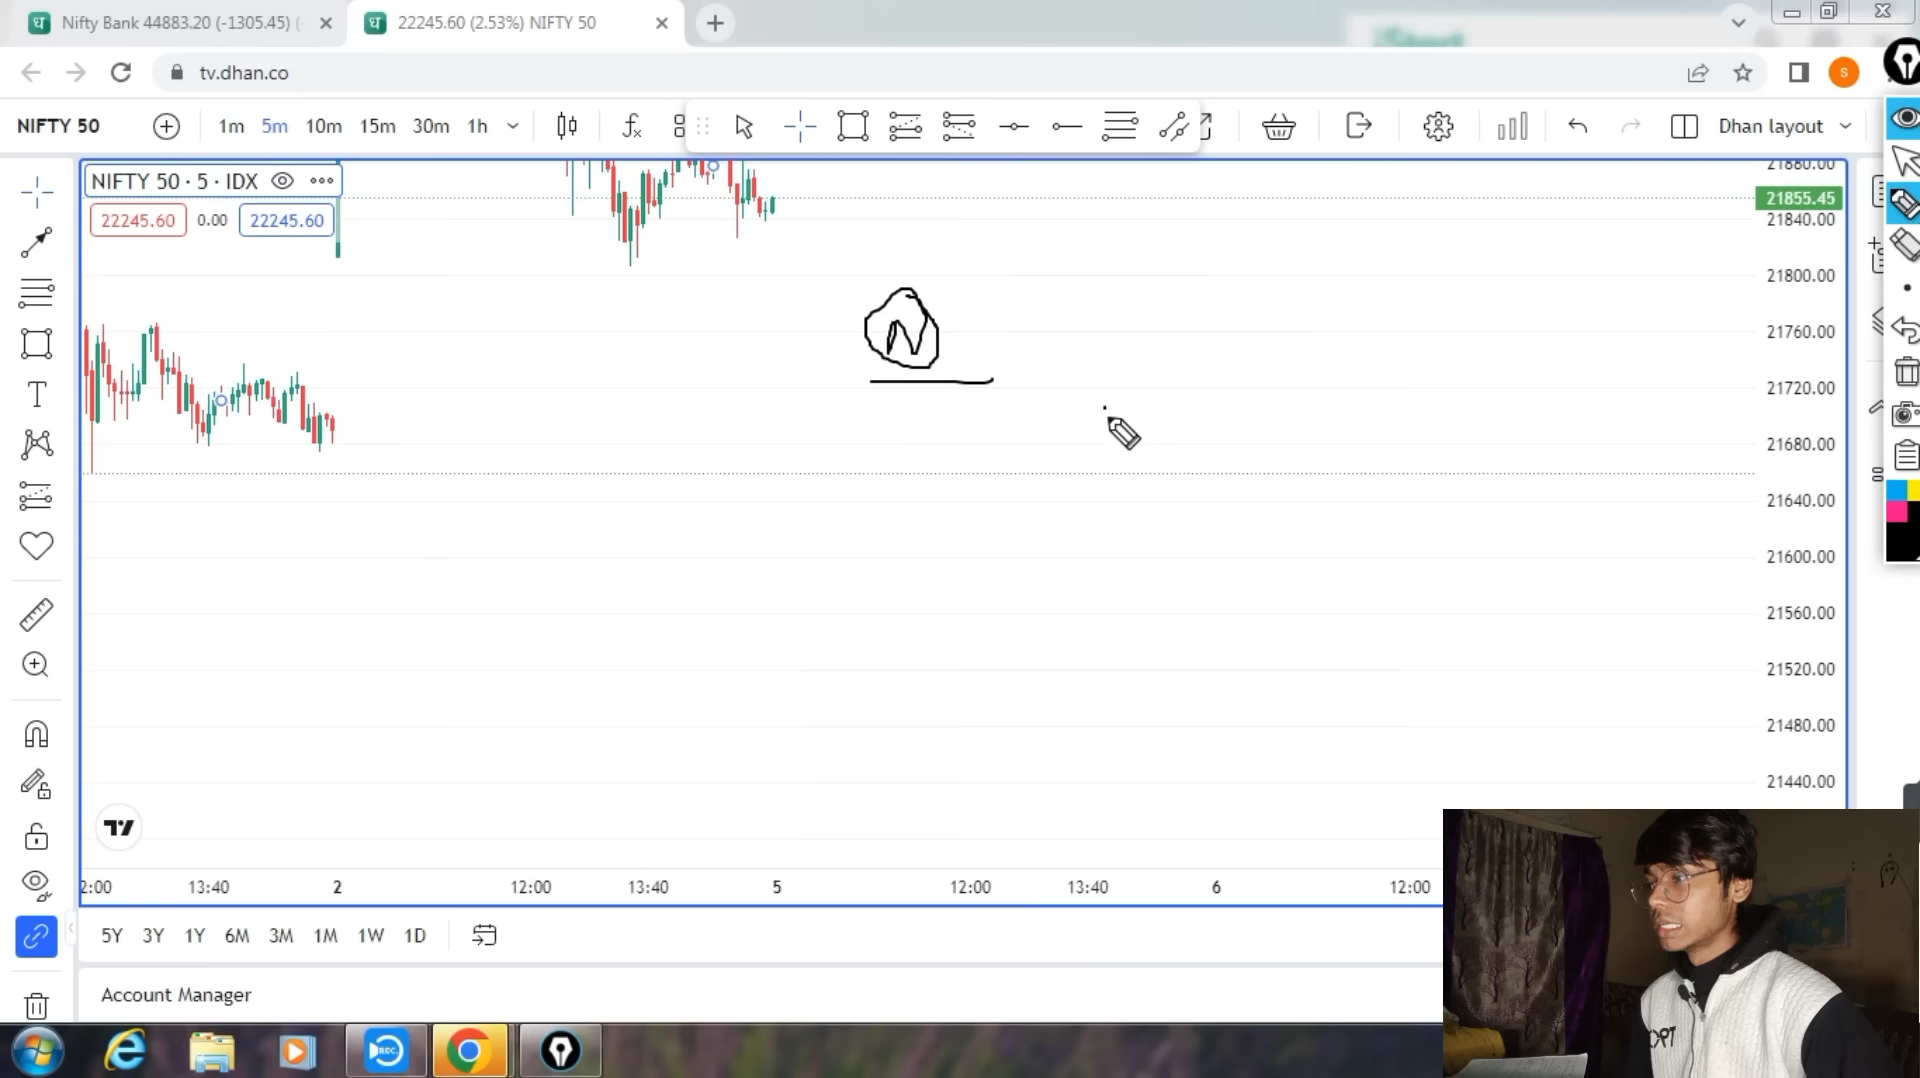 Nifty Bank 44883.20 (-1305.45) (-
22245.60 (2.53%) NIFTY 50
tv.dhan.co
S
NIFTY 50
1m 5m 10m 15m 30m 1h
Dhan layout
NIFTY 50 · 5 · IDX
22245.60 0.00 22245.60
21880.00
21855.45
21840.00
21800.00
N
21760.00
21720.00
21680.00
21640.00
21600.00
21560.00
21520.00
21480.00
21440.00
2:00 13:40 2 12:00 13:40 5 12:00 13:40 6 12:00
5Y 3Y 1Y 6M 3M 1M 1W 1D
Account Manager
REC